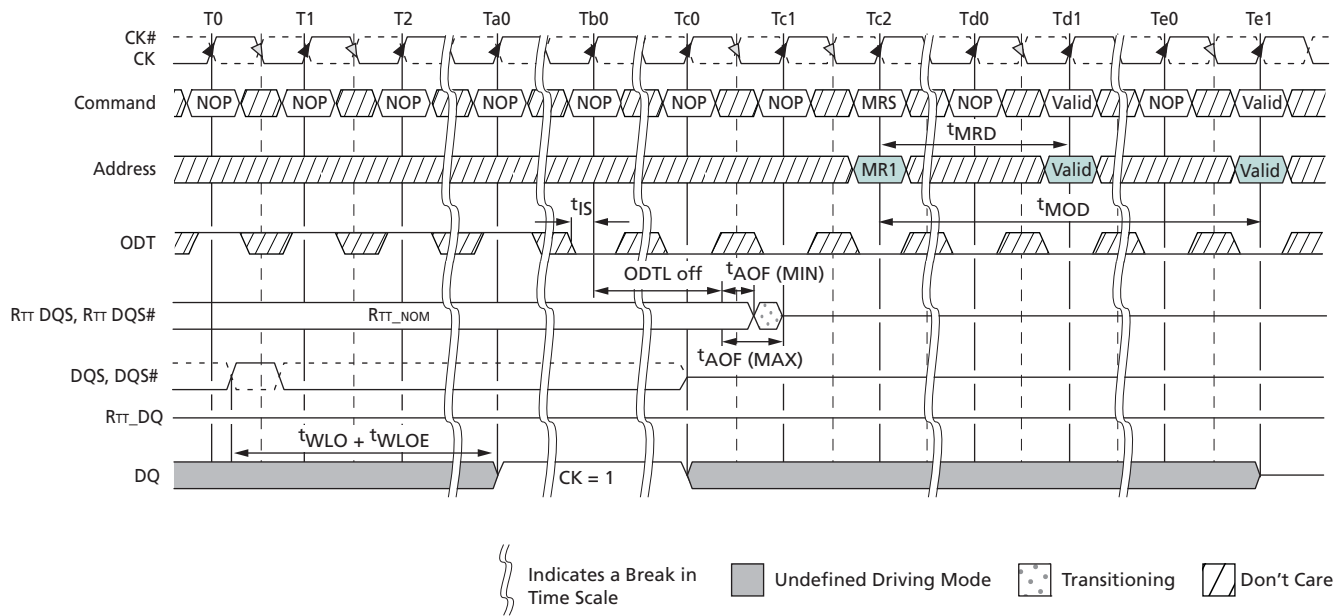 T0 T1 T2 Ta0 Tb0 Tc0 Tc1 Tc2 Td0 Td1 Te0 Te1
CK#
CK
Command NOP NOP NOP NOP NOP NOP NOP MRS NOP Valid NOP Valid
tMRD
Address MR1 Valid Valid
tIS tMOD
ODT
ODTL off tAOF (MIN)
RTT DQS, RTT DQS# RTT_NOM
tAOF (MAX)
DQS, DQS#
RTT_DQ
tWLO + tWLOE
DQ CK = 1
Indicates a Break in
Time Scale
Undefined Driving Mode
Transitioning
Don't Care